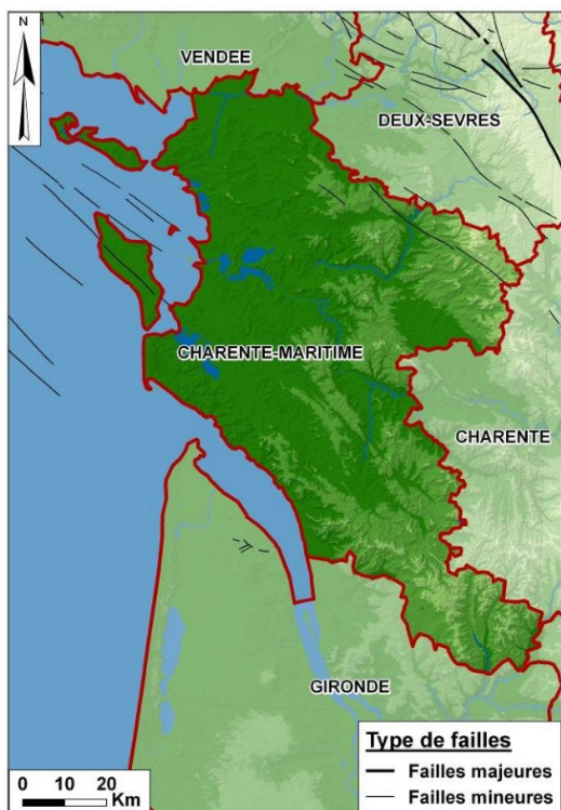 N
VENDEE
DEUX-SEVRES
CHARENTE-MARITIME
CHARENTE
GIRONDE
Type de failles
Failles majeures
Failles mineures
0 10 20
Km